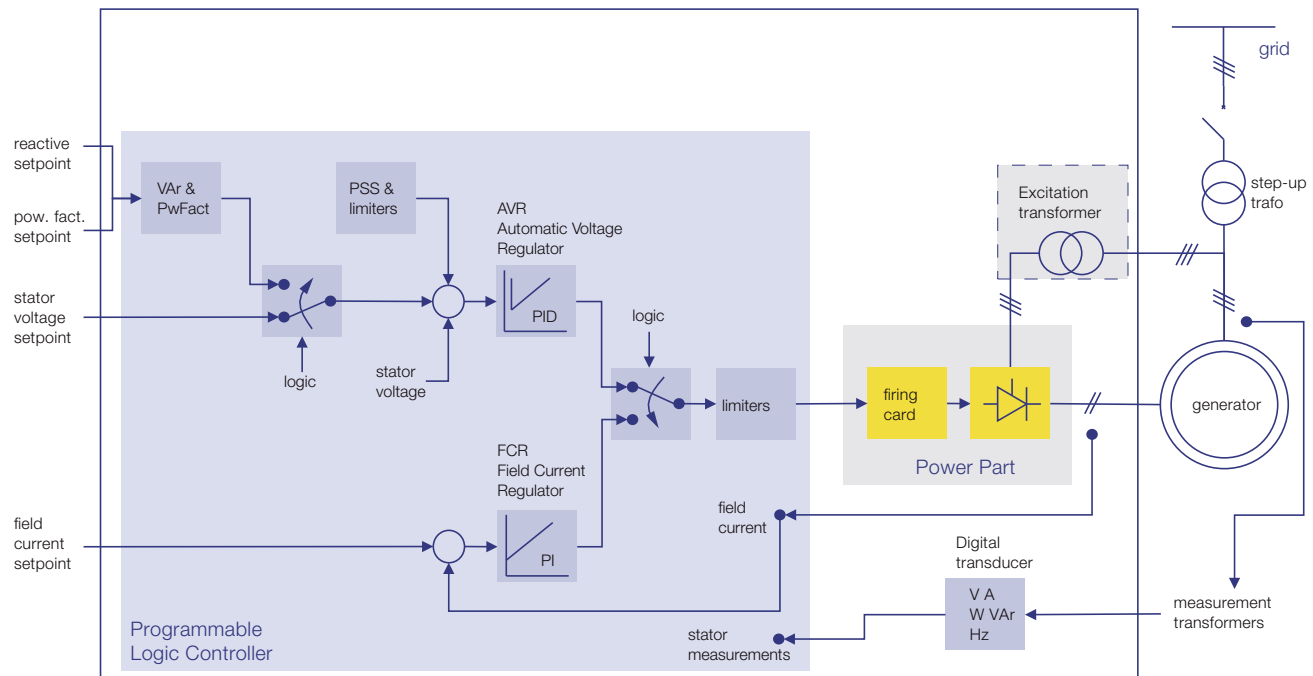 grid
step-up
trafo
reactive
setpoint
pow. fact.
setpoint
stator
voltage
setpoint
VAr &
PwFact
PSS &
limiters
AVR
Automatic Voltage
Regulator
PID
logic
stator
voltage
logic
limiters
Excitation
transformer
firing
card
Power Part
generator
FCR
Field Current
Regulator
PI
field
current
setpoint
field
current
Digital
transducer
V A
W VAr
Hz
measurement
transformers
stator
measurements
Programmable
Logic Controller